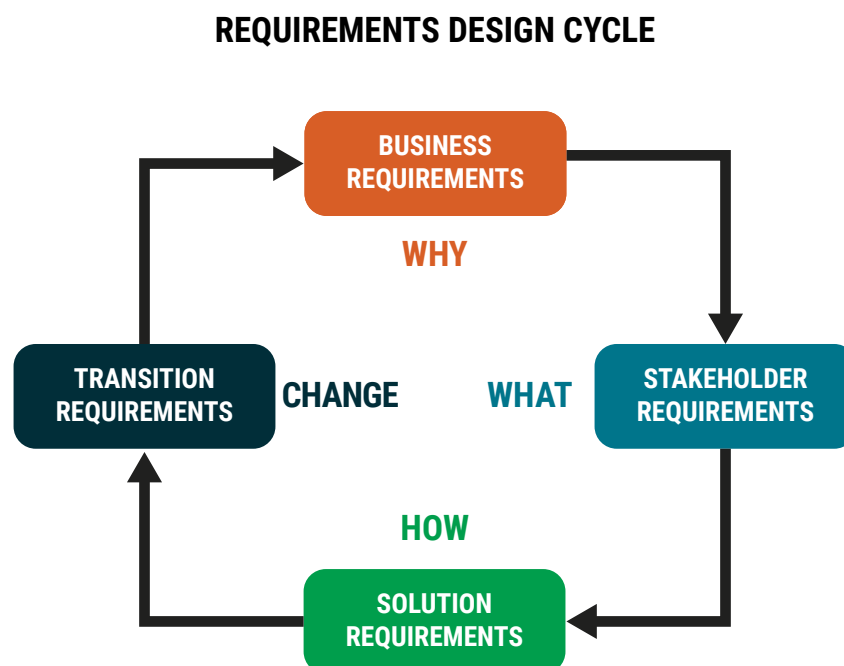 REQUIREMENTS DESIGN CYCLE
BUSINESS
REQUIREMENTS
WHY
TRANSITION
REQUIREMENTS
CHANGE
WHAT
STAKEHOLDER
REQUIREMENTS
HOW
SOLUTION
REQUIREMENTS